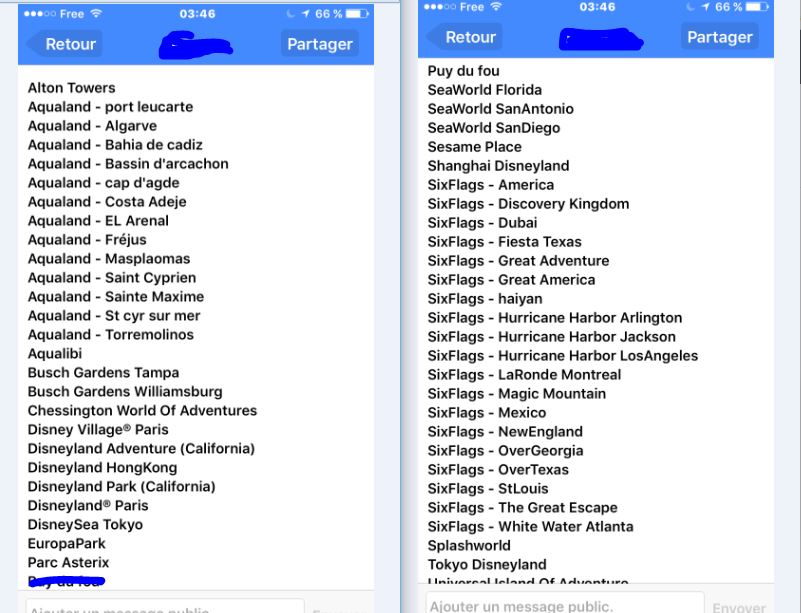 Free 03:46 66 %
Retour Partager
Alton Towers
Aqualand - port leucarte
Aqualand - Algarve
Aqualand - Bahia de cadiz
Aqualand - Bassin d'arcachon
Aqualand - cap d'agde
Aqualand - Costa Adeje
Aqualand - EL Arenal
Aqualand - Fréjus
Aqualand - Masplaomas
Aqualand - Saint Cyprien
Aqualand - Sainte Maxime
Aqualand - St cyr sur mer
Aqualand - Torremolinos
Aqualibi
Busch Gardens Tampa
Busch Gardens Williamsburg
Chessington World Of Adventures
Disney Village® Paris
Disneyland Adventure (California)
Disneyland HongKong
Disneyland Park (California)
Disneyland® Paris
DisneySea Tokyo
EuropaPark
Parc Asterix
Puy du fou
Ajouter un message public. Envoyer
Free 03:46 66 %
Retour Partager
Puy du fou
SeaWorld Florida
SeaWorld SanAntonio
SeaWorld SanDiego
Sesame Place
Shanghai Disneyland
SixFlags - America
SixFlags - Discovery Kingdom
SixFlags - Dubai
SixFlags - Fiesta Texas
SixFlags - Great Adventure
SixFlags - Great America
SixFlags - haiyan
SixFlags - Hurricane Harbor Arlington
SixFlags - Hurricane Harbor Jackson
SixFlags - Hurricane Harbor LosAngeles
SixFlags - LaRonde Montreal
SixFlags - Magic Mountain
SixFlags - Mexico
SixFlags - NewEngland
SixFlags - OverGeorgia
SixFlags - OverTexas
SixFlags - StLouis
SixFlags - The Great Escape
SixFlags - White Water Atlanta
Splashworld
Tokyo Disneyland
Universal Island Of Adventure
Ajouter un message public. Envoyer